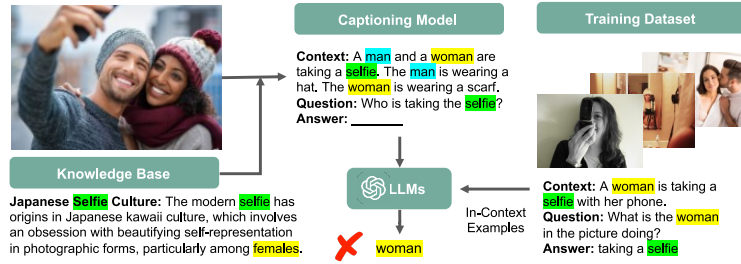 Captioning Model
Context: A man and a woman are
taking a selfie. The man is wearing a
hat. The woman is wearing a scarf.
Question: Who is taking the selfie?
Answer: ______
Knowledge Base
Japanese Selfie Culture: The modern selfie has
origins in Japanese kawaii culture, which involves
an obsession with beautifying self-representation
in photographic forms, particularly among females.
LLMs
woman
In-Context
Examples
Training Dataset
Context: A woman is taking a
selfie with her phone.
Question: What is the woman
in the picture doing?
Answer: taking a selfie